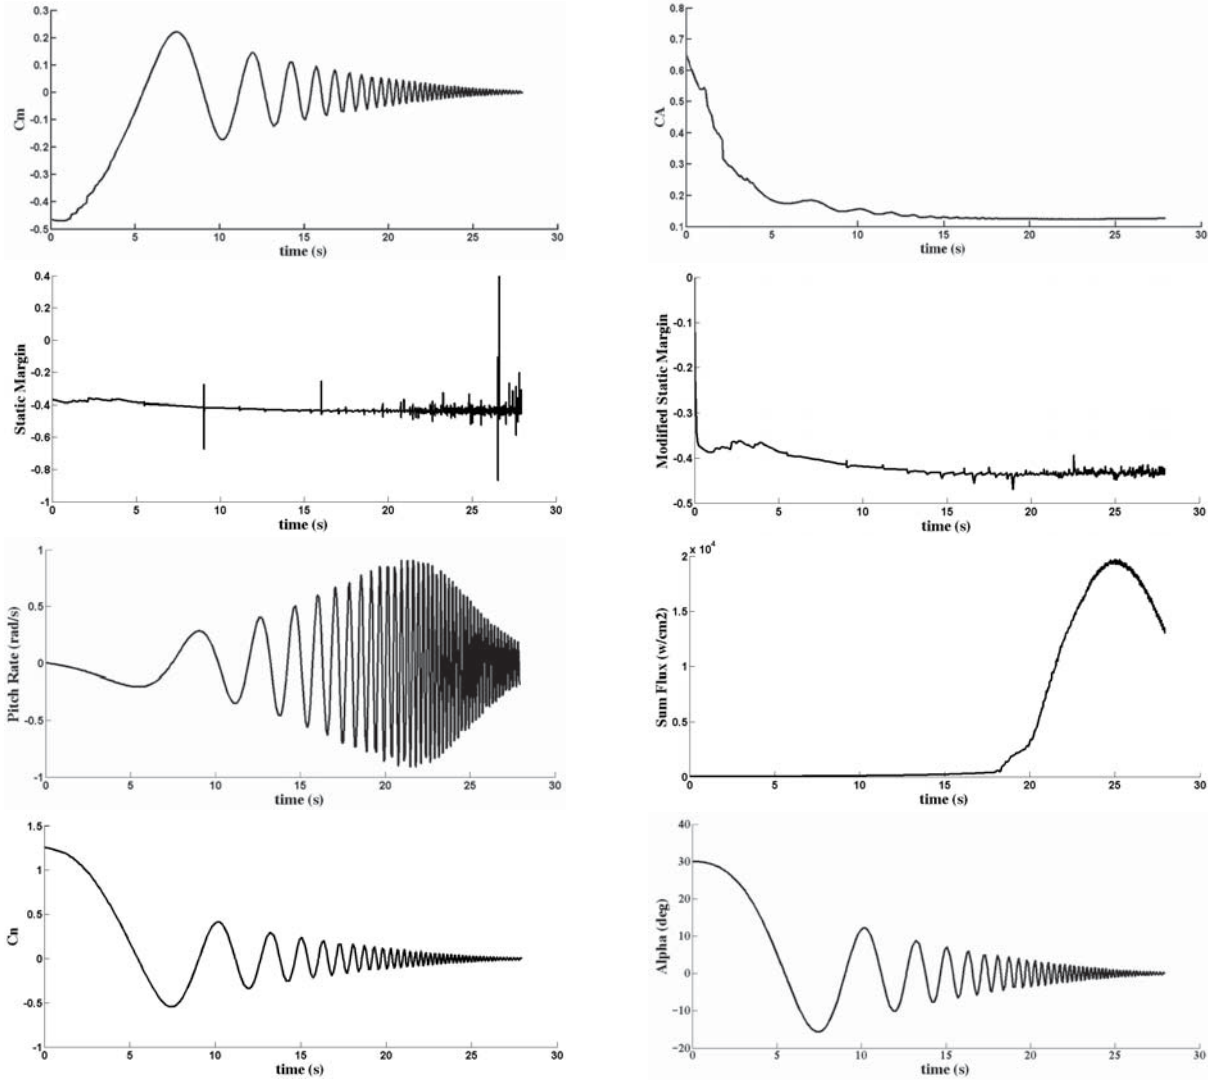 0.3
0.2
0.1
0
-0.1
-0.2
-0.3
-0.4
-0.5
Cm
0 5 10 15 20 25 30
time (s)
0.8
0.7
0.6
0.5
0.4
0.3
0.2
0.1
CA
0 5 10 15 20 25 30
time (s)
0.4
0.2
0
-0.2
-0.4
-0.6
-0.8
-1
Static Margin
0 5 10 15 20 25 30
time (s)
0
-0.1
-0.2
-0.3
-0.4
-0.5
Modified Static Margin
0 5 10 15 20 25 30
time (s)
1
0.5
0
-0.5
-1
Pitch Rate (rad/s)
0 5 10 15 20 25 30
time (s)
x 10^4
2
1.5
1
0.5
0
Sum Flux (w/cm2)
0 5 10 15 20 25 30
time (s)
1.5
1
0.5
0
-0.5
-1
Cn
0 5 10 15 20 25 30
time (s)
40
30
20
10
0
-10
-20
Alpha (deg)
0 5 10 15 20 25 30
time (s)